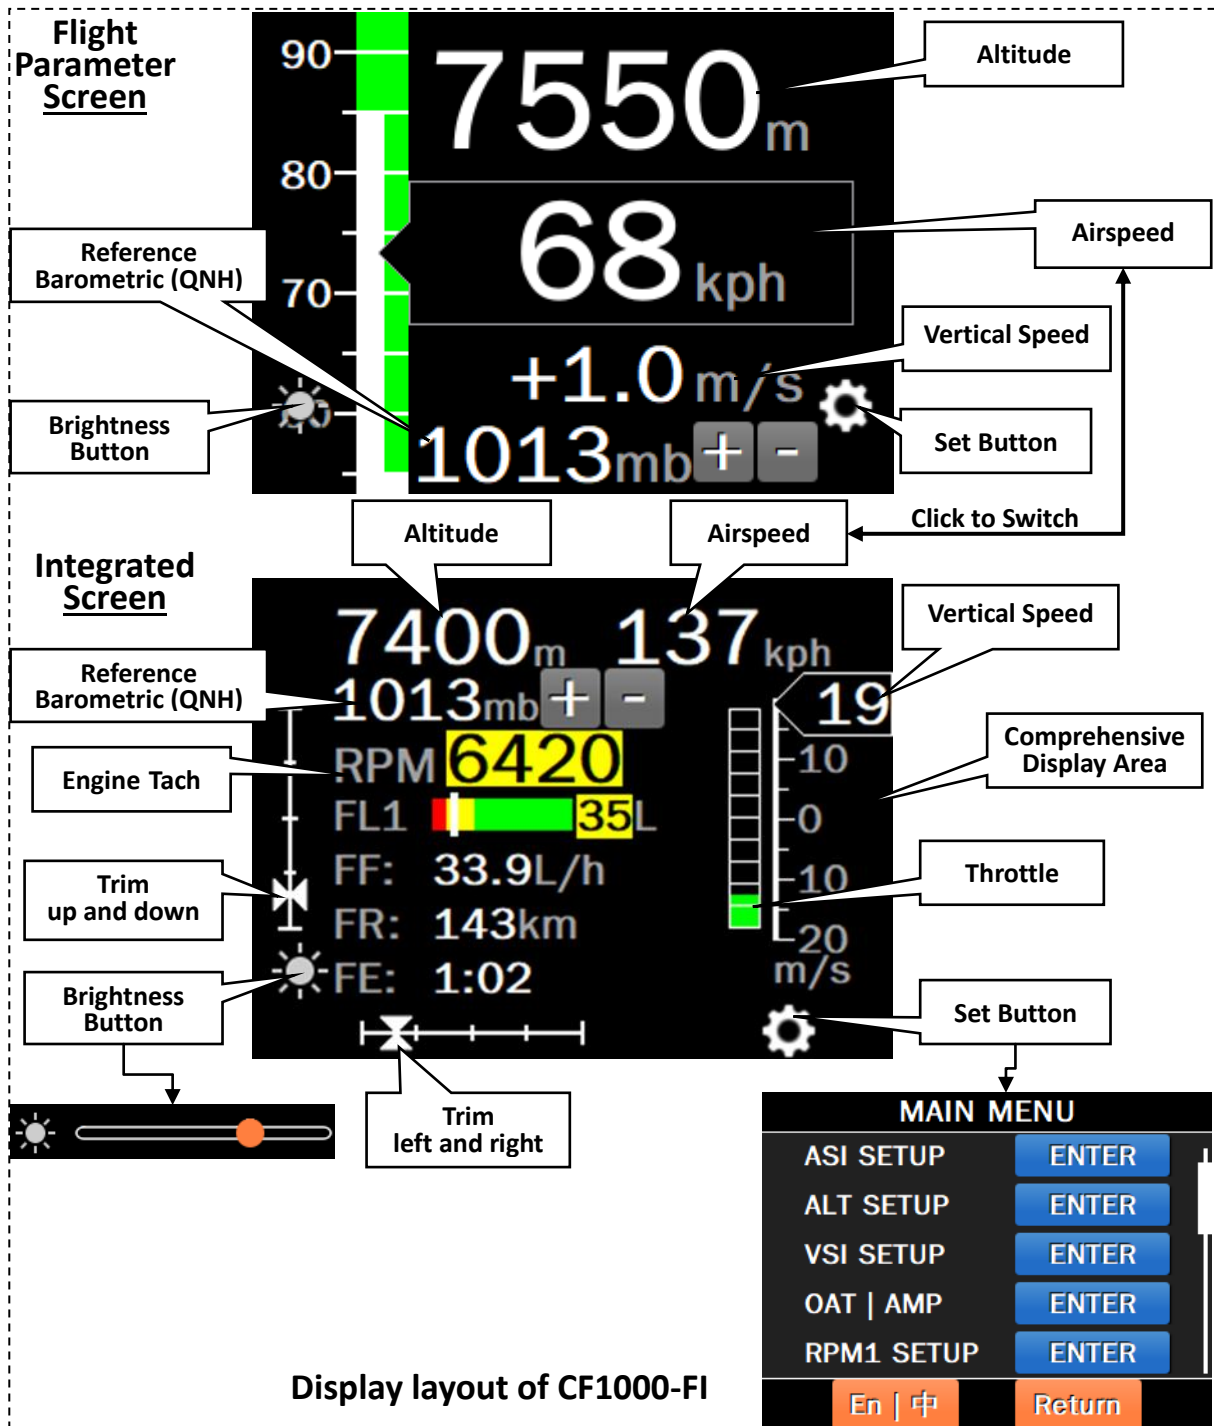 Flight
Parameter
Screen
90
80
70
60
7550m
68 kph
+1.0 m/s
1013mb + -
Altitude
Airspeed
Reference
Barometric (QNH)
Vertical Speed
Brightness
Button
Set Button
Click to Switch
Integrated
Screen
Altitude
Airspeed
7400m 137kph
1013mb + -
RPM 6420
FL1 35L
FF: 33.9L/h
FR: 143km
FE: 1:02
19
10
0
10
20
m/s
Reference
Barometric (QNH)
Vertical Speed
Engine Tach
Comprehensive
Display Area
Trim
up and down
Throttle
Brightness
Button
Set Button
Trim
left and right
MAIN MENU
ASI SETUP ENTER
ALT SETUP ENTER
VSI SETUP ENTER
OAT | AMP ENTER
RPM1 SETUP ENTER
En | 中 Return
Display layout of CF1000-FI